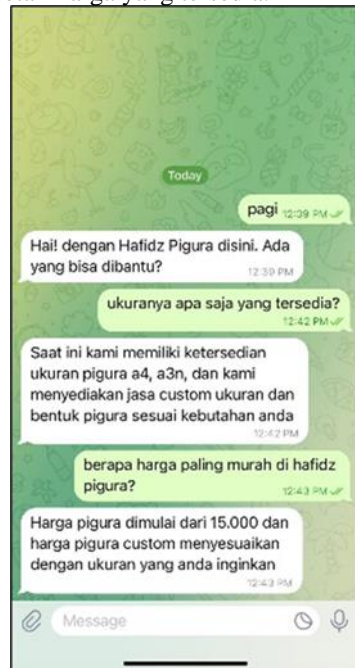 Today
pagi 12:39 PM
Hai! dengan Hafidz Pigura disini. Ada
yang bisa dibantu?
12:39 PM
ukuranya apa saja yang tersedia?
12:42 PM
Saat ini kami memiliki ketersedian
ukuran pigura a4, a3n, dan kami
menyediakan jasa custom ukuran dan
bentuk pigura sesuai kebutahan anda
12:42 PM
berapa harga paling murah di hafidz
pigura?
12:43 PM
Harga pigura dimulai dari 15.000 dan
harga pigura custom menyesuaikan
dengan ukuran yang anda inginkan
12:43 PM
Message